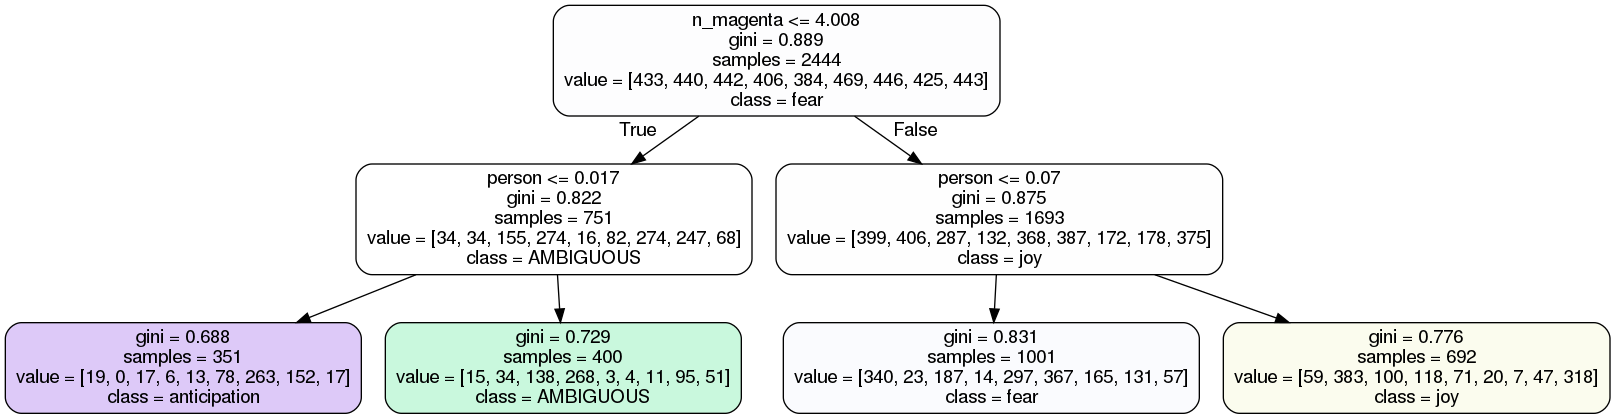 n_magenta <= 4.008
gini = 0.889
samples = 2444
value = [433, 440, 442, 406, 384, 469, 446, 425, 443]
class = fear
True
False
person <= 0.017
gini = 0.822
samples = 751
value = [34, 34, 155, 274, 16, 82, 274, 247, 68]
class = AMBIGUOUS
person <= 0.07
gini = 0.875
samples = 1693
value = [399, 406, 287, 132, 368, 387, 172, 178, 375]
class = joy
gini = 0.688
samples = 351
value = [19, 0, 17, 6, 13, 78, 263, 152, 17]
class = anticipation
gini = 0.729
samples = 400
value = [15, 34, 138, 268, 3, 4, 11, 95, 51]
class = AMBIGUOUS
gini = 0.831
samples = 1001
value = [340, 23, 187, 14, 297, 367, 165, 131, 57]
class = fear
gini = 0.776
samples = 692
value = [59, 383, 100, 118, 71, 20, 7, 47, 318]
class = joy